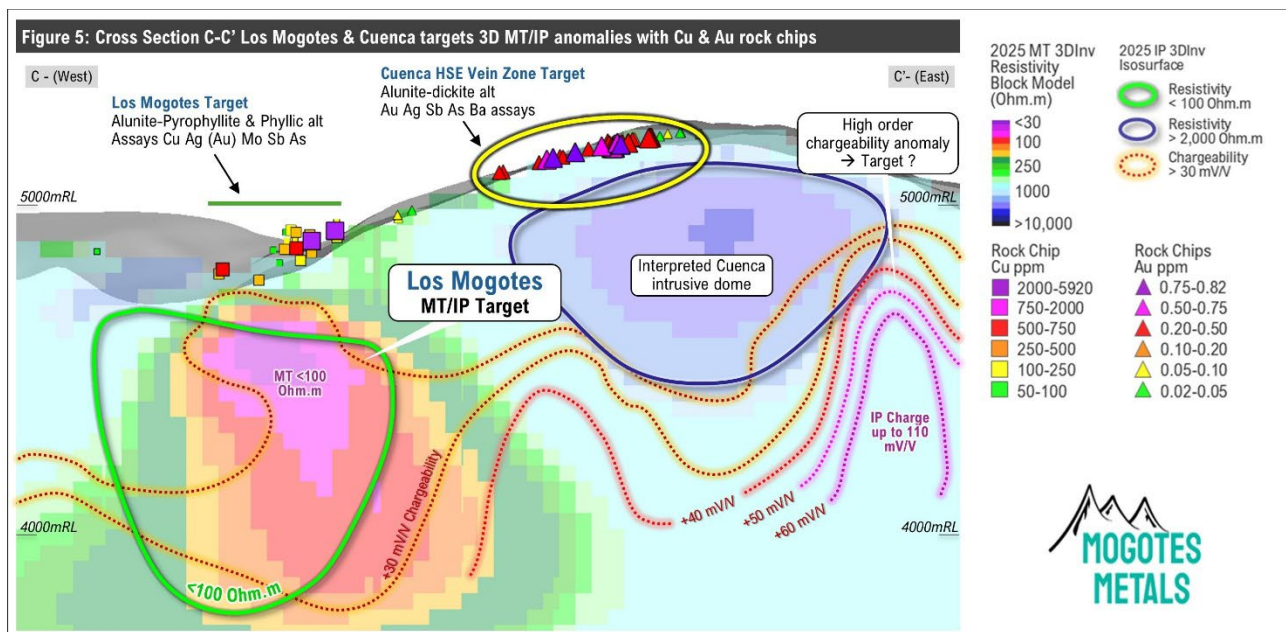 Figure 5: Cross Section C-C' Los Mogotes & Cuenca targets 3D MT/IP anomalies with Cu & Au rock chips
C - (West)
Cuenca HSE Vein Zone Target
Alunite-dickite alt
Au Ag Sb As Ba assays
C'- (East)
Los Mogotes Target
Alunite-Pyrophyllite & Phyllic alt
Assays Cu Ag (Au) Mo Sb As
High order
chargeability anomaly
→ Target ?
5000mRL
5000mRL
Los Mogotes
MT/IP Target
Interpreted Cuenca
intrusive dome
MT <100
Ohm.m
IP Charge
up to 110
mV/V
+30 mV/V Chargeability
+40 mV/V
+50 mV/V
+60 mV/V
4000mRL
4000mRL
<100 Ohm.m
2025 MT 3DInv
Resistivity
Block Model
(Ohm.m)
<30
100
250
1000
>10,000
2025 IP 3DInv
Isosurface
Resistivity
< 100 Ohm.m
Resistivity
> 2,000 Ohm.m
Chargeability
> 30 mV/V
Rock Chip
Cu ppm
2000-5920
750-2000
500-750
250-500
100-250
50-100
Rock Chips
Au ppm
0.75-0.82
0.50-0.75
0.20-0.50
0.10-0.20
0.05-0.10
0.02-0.05
MOGOTES
METALS